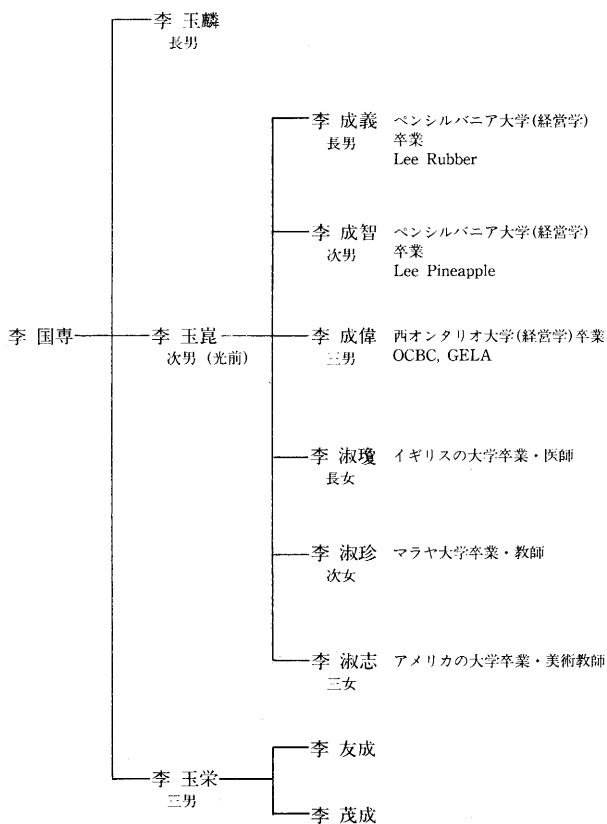 李 玉麟
長男
李 成義 ペンシルバニア大学(経営学)
長男 卒業
Lee Rubber
李 成智 ペンシルバニア大学(経営学)
次男 卒業
Lee Pineapple
李 国専
李 玉崑
次男 (光前)
李 成偉 西オンタリオ大学(経営学)卒業
三男 OCBC, GELA
李 淑瓊 イギリスの大学卒業・医師
長女
李 淑珍 マラヤ大学卒業・教師
次女
李 淑志 アメリカの大学卒業・美術教師
三女
李 玉栄
三男
李 友成
李 茂成